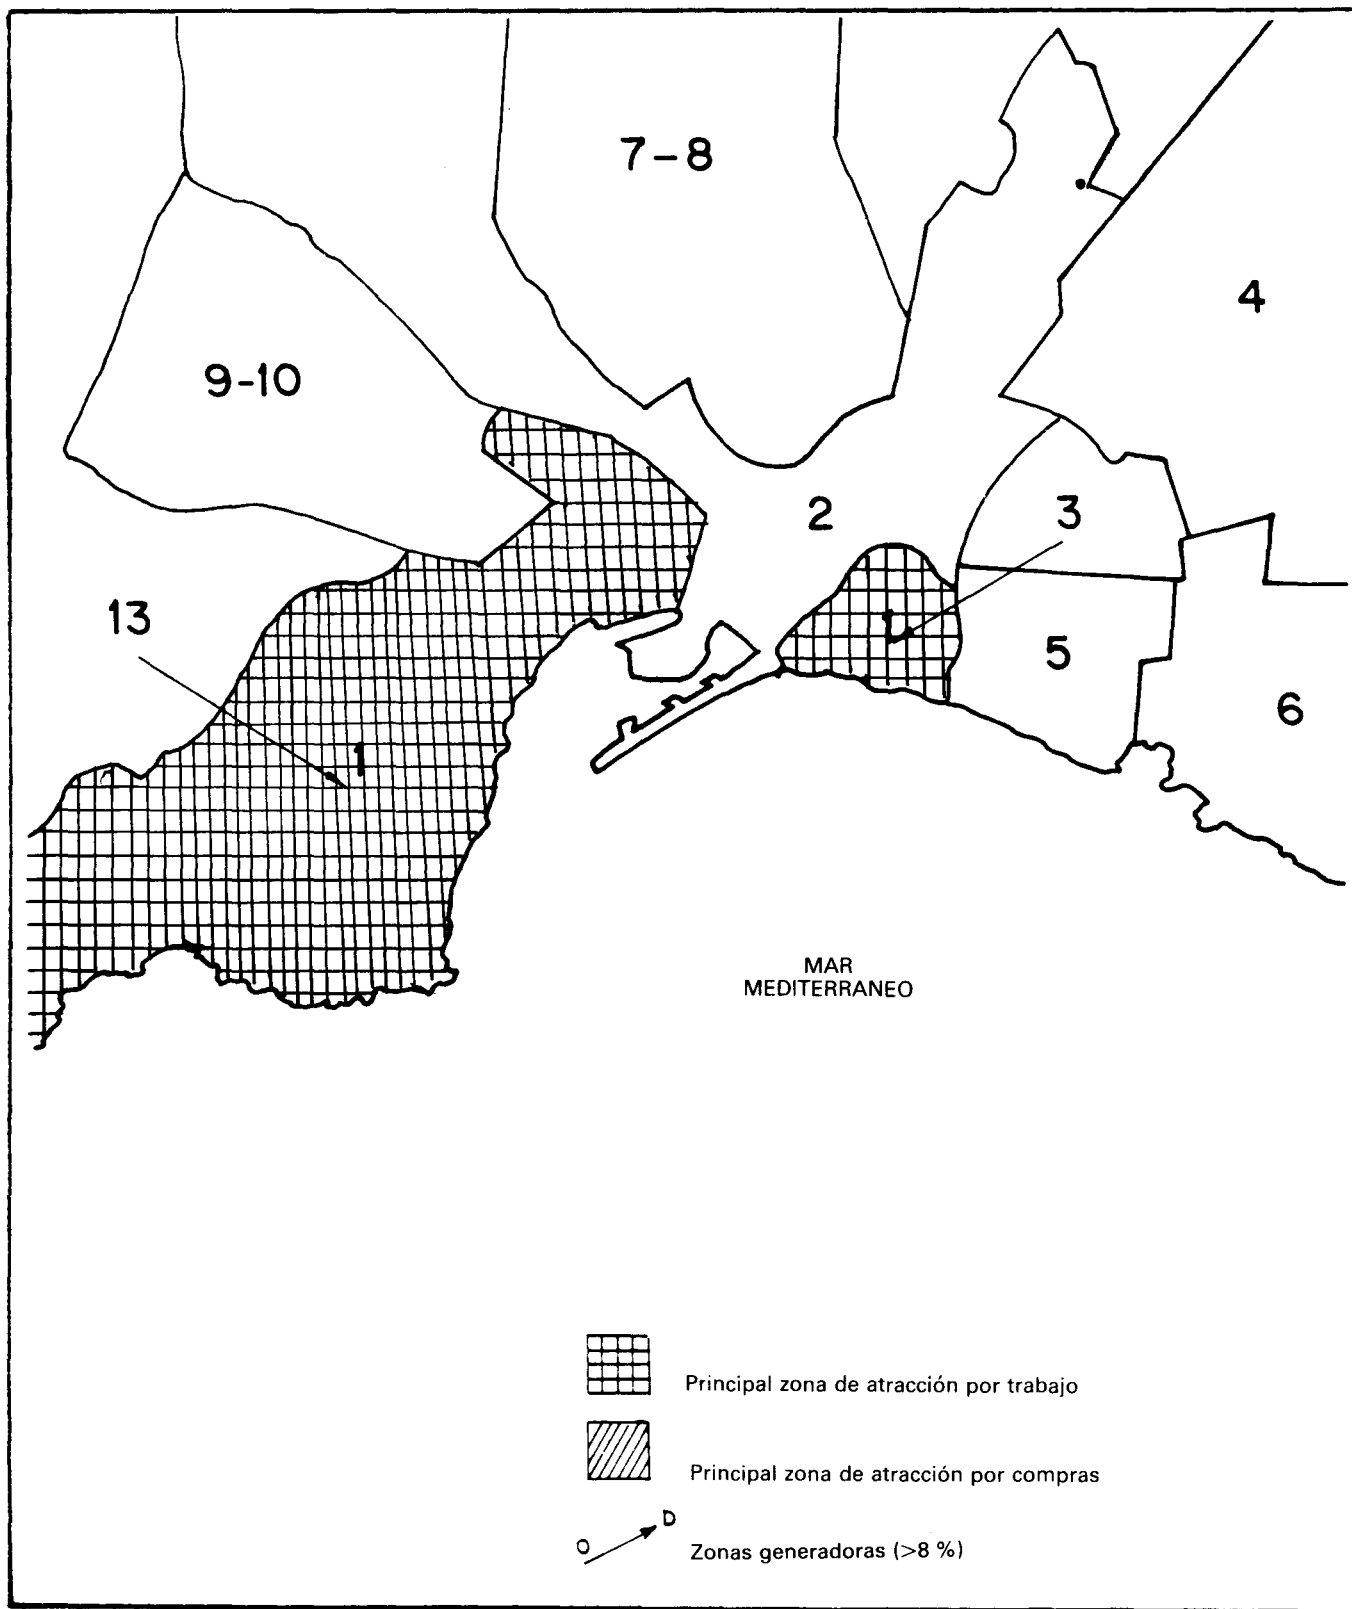 7-8
4
9-10
2
3
13
1
5
6
1
MAR
MEDITERRANEO
Principal zona de atracción por trabajo
Principal zona de atracción por compras
O D
Zonas generadoras (>8 %)